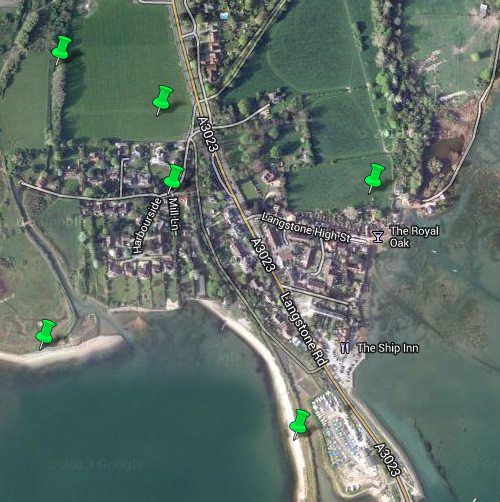 A3023
Harbourside
Mill Ln
Langstone High St
The Royal
Oak
A3023
Langstone Rd
The Ship Inn
A3023
© 2013 Google